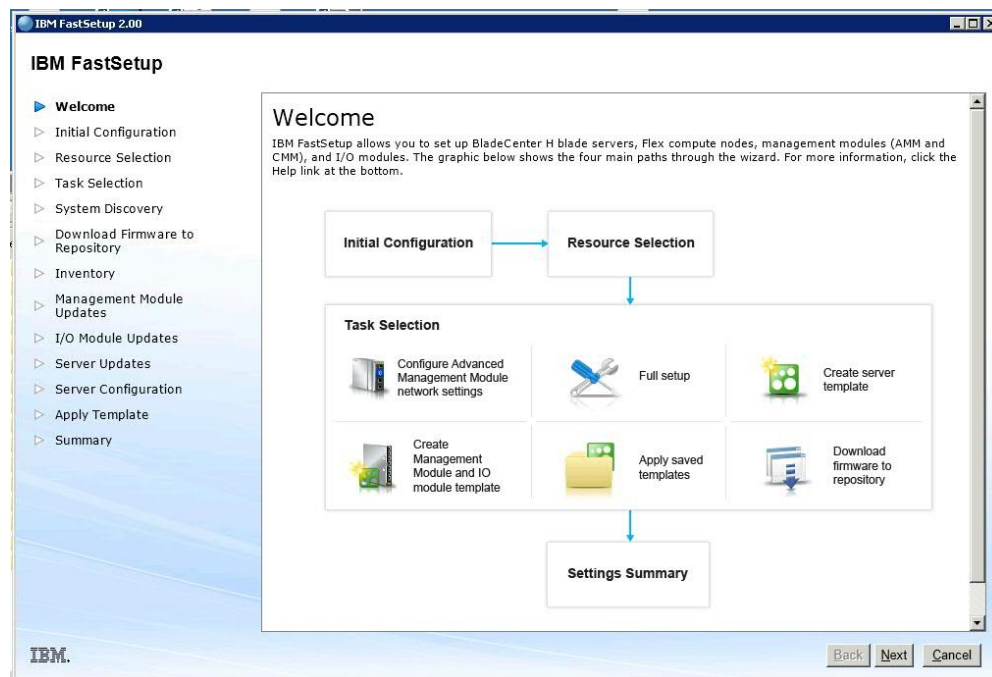 IBM FastSetup 2.00
IBM FastSetup
Welcome
Initial Configuration
Resource Selection
Task Selection
System Discovery
Download Firmware to
Repository
Inventory
Management Module
Updates
I/O Module Updates
Server Updates
Server Configuration
Apply Template
Summary
Welcome
IBM FastSetup allows you to set up BladeCenter H blade servers, Flex compute nodes, management modules (AMM and
CMM), and I/O modules. The graphic below shows the four main paths through the wizard. For more information, click the
Help link at the bottom.
Initial Configuration
Resource Selection
Task Selection
Configure Advanced
Management Module
network settings
Full setup
Create server
template
Create
Management
Module and IO
module template
Apply saved
templates
Download
firmware to
repository
Settings Summary
IBM.
Back
Next
Cancel